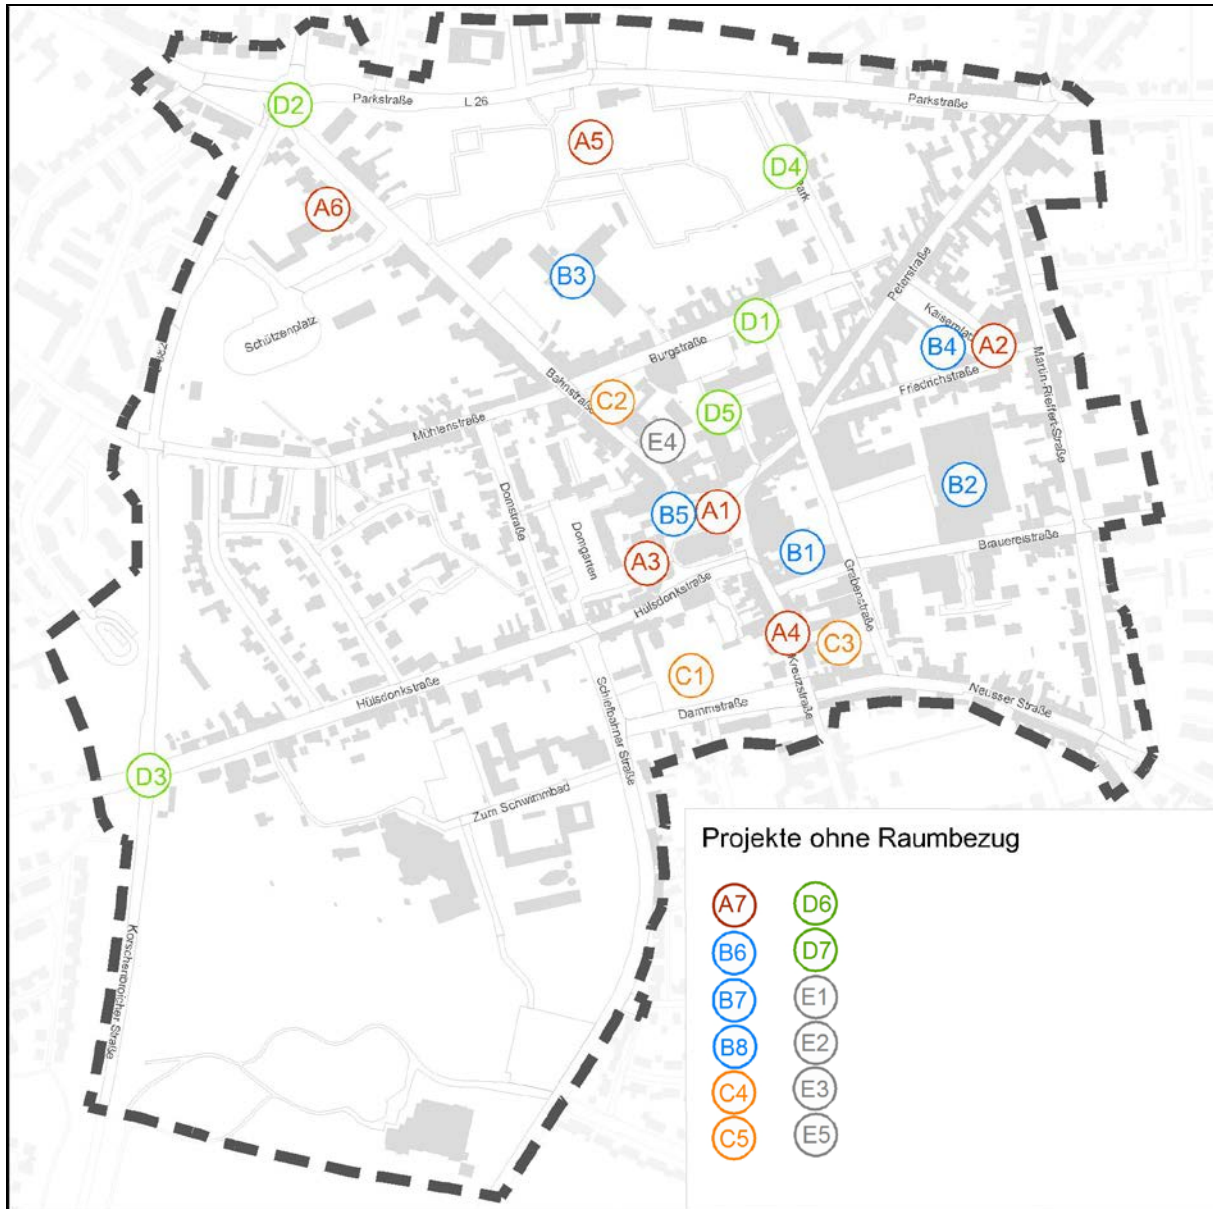 D2
Parkstraße
L 26
Parkstraße
A5
D4
Park
A6
B3
Peterstraße
Schützenplatz
D1
Kaiserplatz
B4
A2
Burgstraße
Bahnstraße
Friedrichstraße
Martin-Rieffert-Straße
C2
D5
Mühlenstraße
E4
B2
Domstraße
B5
A1
Domgarten
B1
Brauereistraße
A3
Hülsdonkstraße
Grabenstraße
A4
C3
C1
Kreuzstraße
Hülsdonkstraße
Schiefbahner Straße
Dammstraße
Neusser Straße
D3
Zum Schwimmbad
Korschenbroicher Straße
Projekte ohne Raumbezug
A7 D6
B6 D7
B7 E1
B8 E2
C4 E3
C5 E5